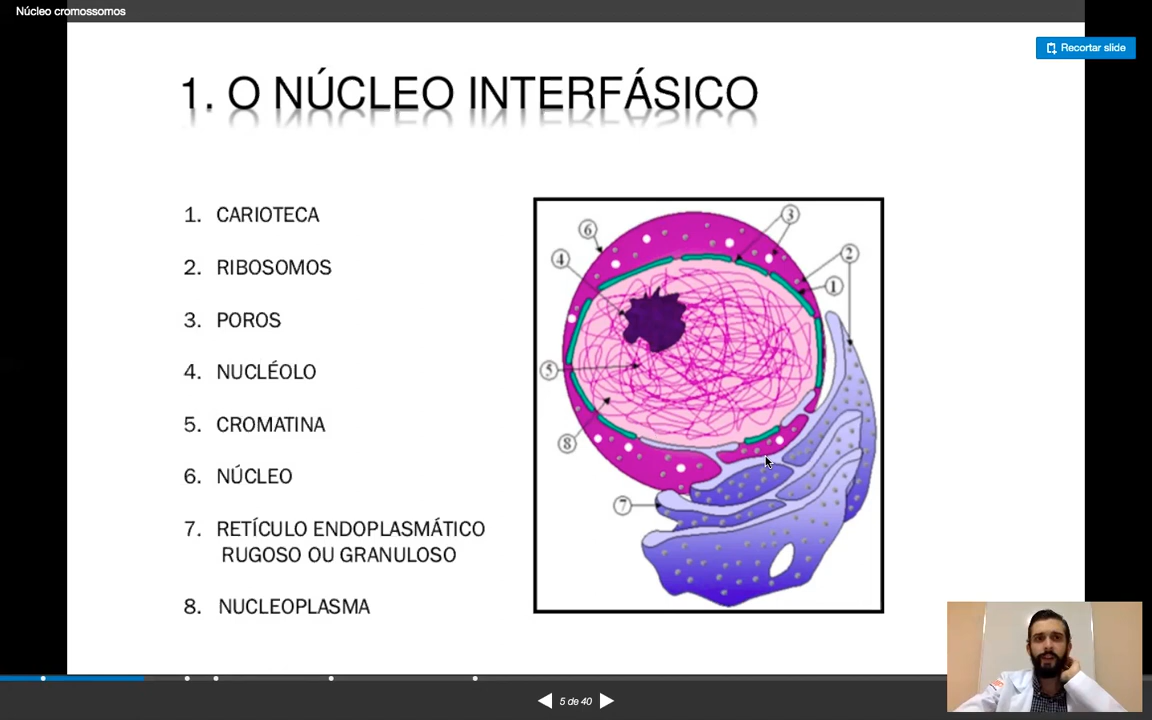 Núcleo cromossomos
Recortar slide
1. O NÚCLEO INTERFÁSICO
1. CARIOTECA
2. RIBOSOMOS
3. POROS
4. NUCLÉOLO
5. CROMATINA
6. NÚCLEO
7. RETÍCULO ENDOPLASMÁTICO
RUGOSO OU GRANULOSO
8. NUCLEOPLASMA
3
6
2
4
1
5
8
7
5 de 40